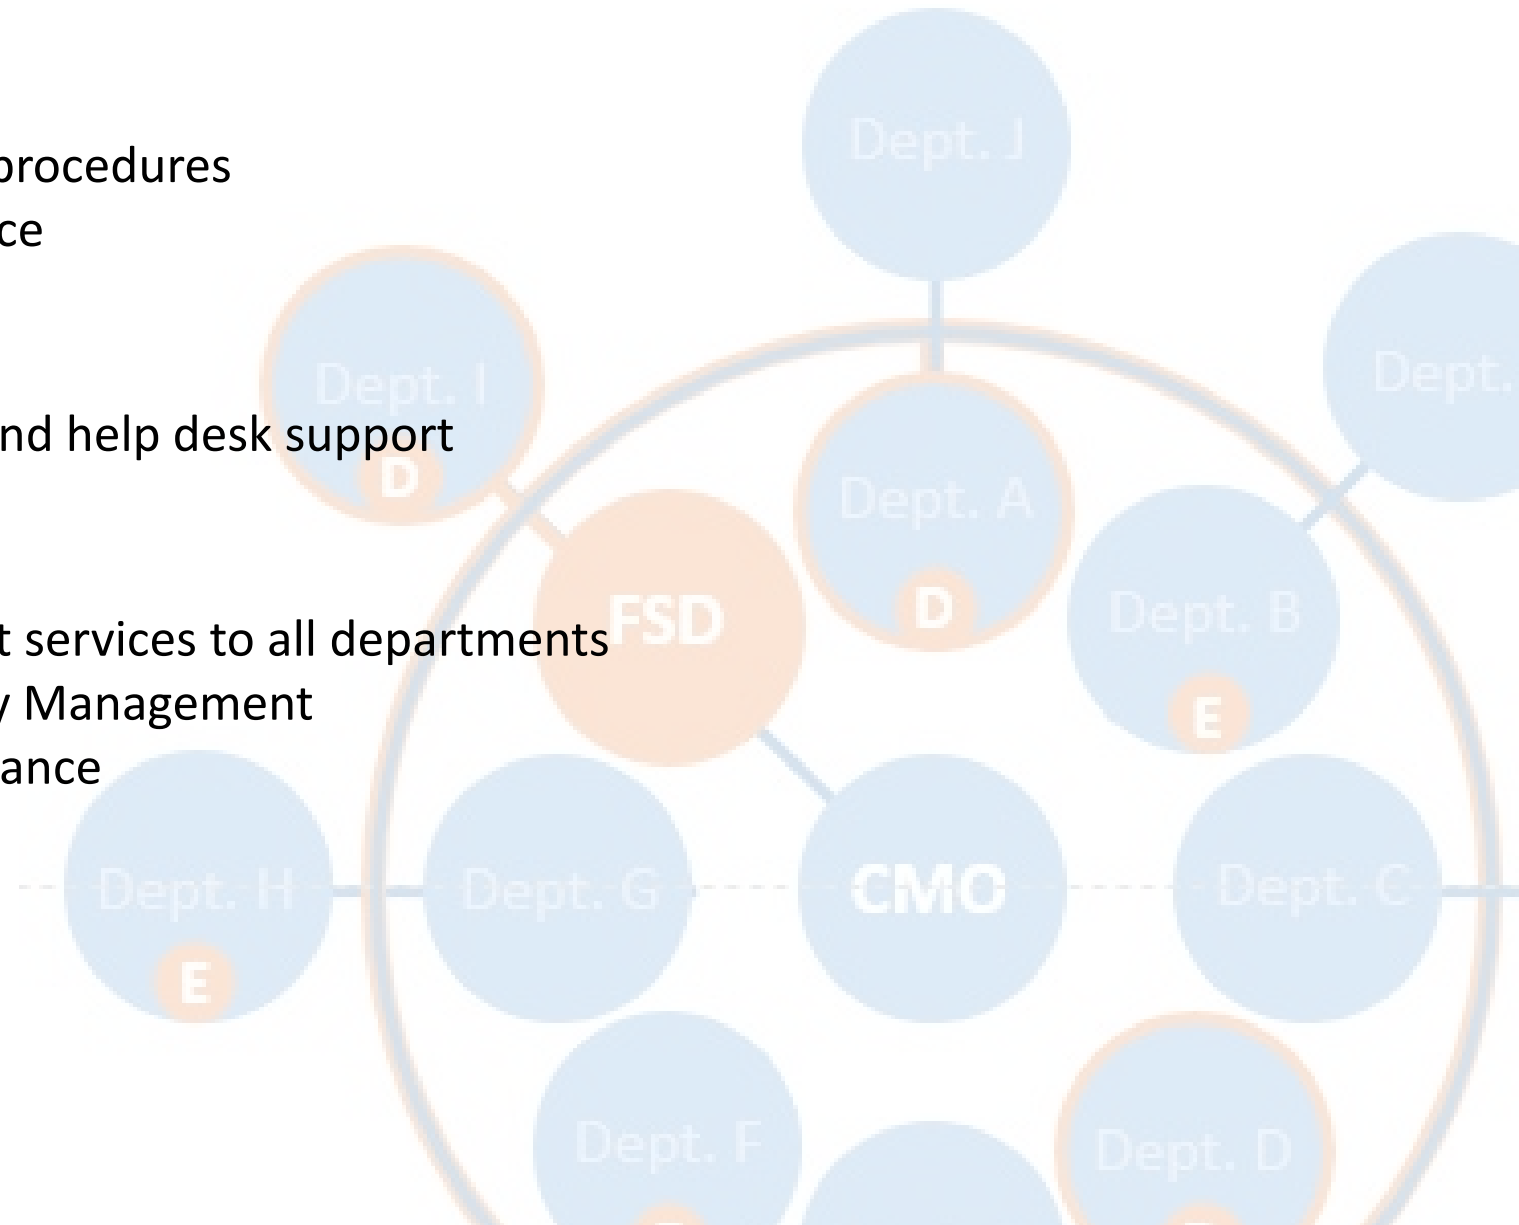 Dept. J
procedures
ce
Dept. I
Dept.
nd help desk support
D
Dept. A
D
FSD
Dept. B
t services to all departments
y Management
E
ance
Dept. H
Dept. G
CMO
Dept. C
E
Dept. F
Dept. D